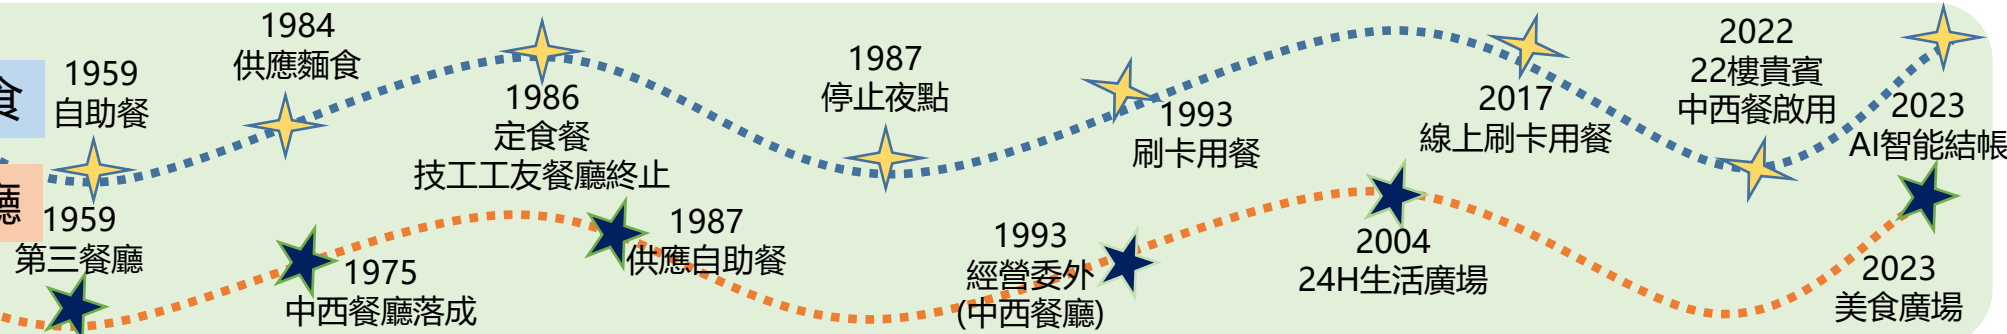 食
1959
自助餐
1984
供應麵食
1986
定食餐
技工工友餐廳終止
1987
停止夜點
1993
刷卡用餐
2017
線上刷卡用餐
2022
22樓貴賓
中西餐啟用
2023
AI智能結帳
廳
1959
第三餐廳
1975
中西餐廳落成
1987
供應自助餐
1993
經營委外
(中西餐廳)
2004
24H生活廣場
2023
美食廣場